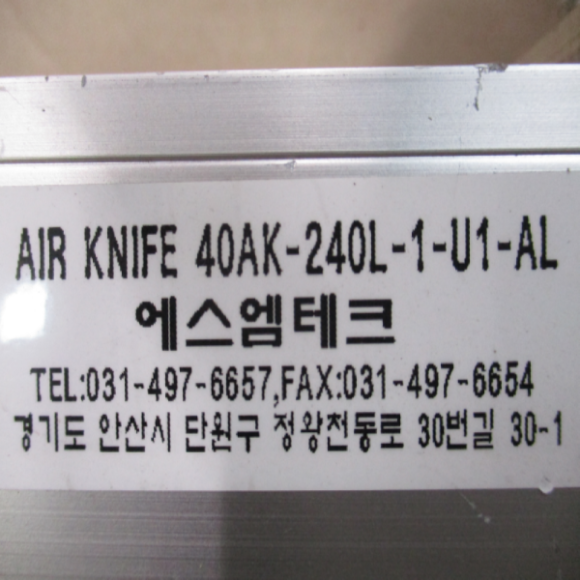 AIR KNIFE 40AK-240L-1-U1-AL
에스엠테크
TEL:031-497-6657,FAX:031-497-6654
경기도 안산시 단원구 정왕천동로 30번길 30-1